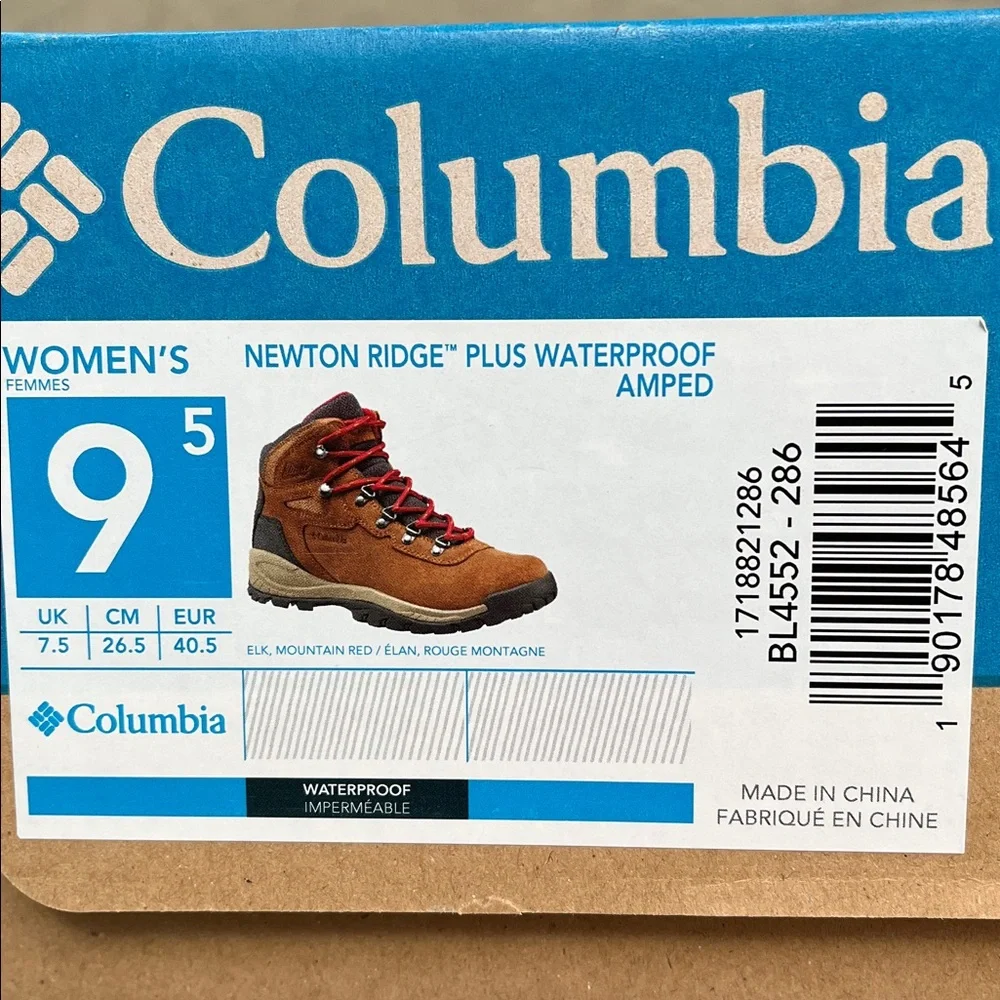 Columbia
WOMEN'S
FEMMES
9 5
UK | CM | EUR
7.5 | 26.5 | 40.5
NEWTON RIDGE™ PLUS WATERPROOF
AMPED
Columbia
ELK, MOUNTAIN RED / ÉLAN, ROUGE MONTAGNE
Columbia
WATERPROOF
IMPERMÉABLE
1718821286
BL4552 - 286
1 90178 48564 5
MADE IN CHINA
FABRIQUÉ EN CHINE